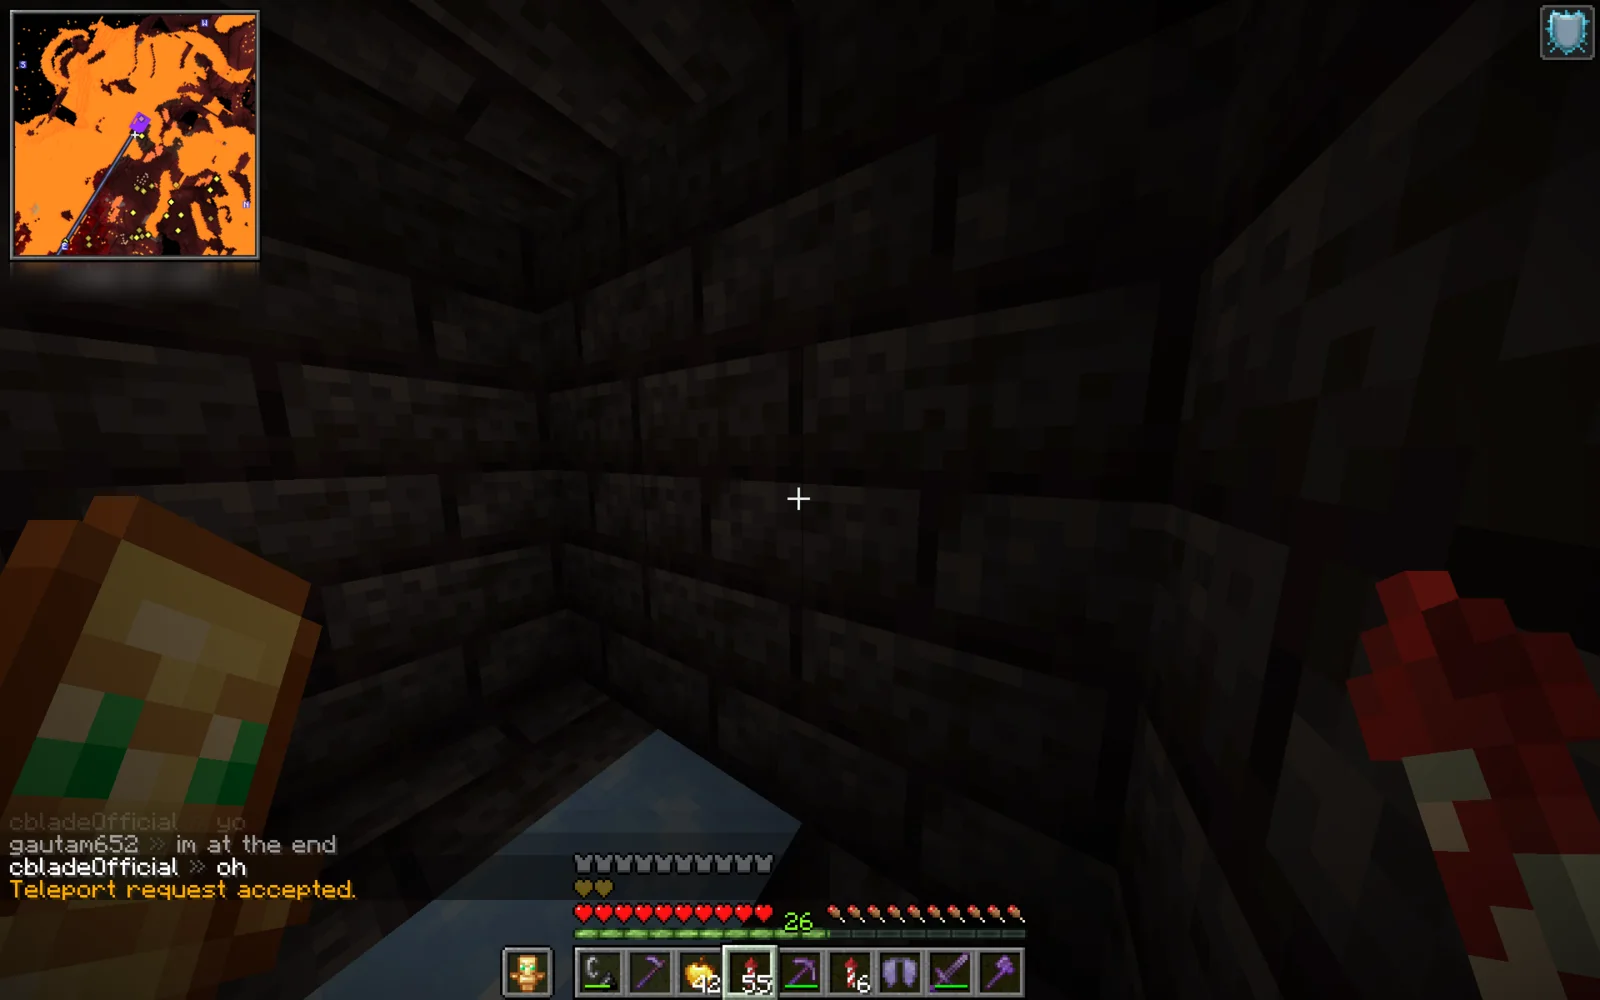 W
S
N
E
cbladeOfficial yo
gautam652 » im at the end
cbladeOfficial » oh
Teleport request accepted.
26
42
55
6